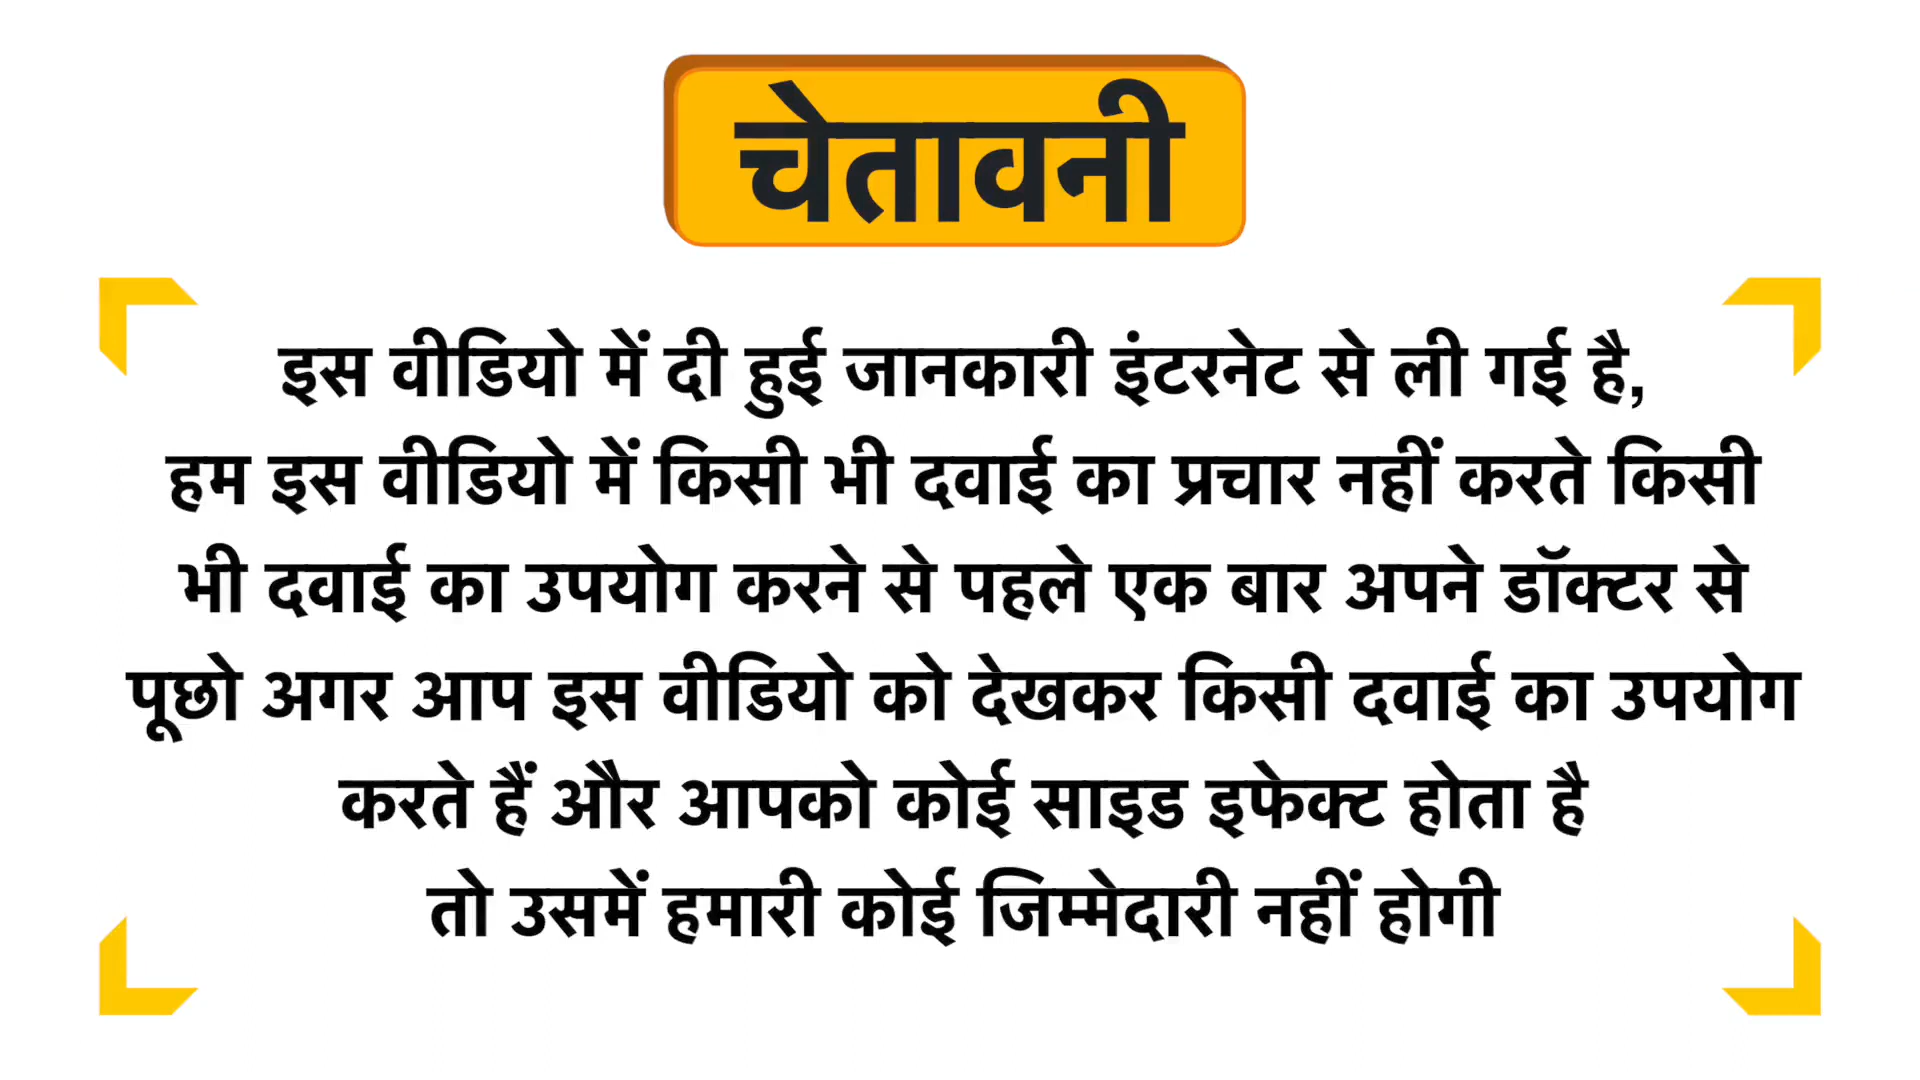 चेतावनी
इस वीडियो में दी हुई जानकारी इंटरनेट से ली गई है,
हम इस वीडियो में किसी भी दवाई का प्रचार नहीं करते किसी
भी दवाई का उपयोग करने से पहले एक बार अपने डॉक्टर से
पूछो अगर आप इस वीडियो को देखकर किसी दवाई का उपयोग
करते हैं और आपको कोई साइड इफेक्ट होता है
तो उसमें हमारी कोई जिम्मेदारी नहीं होगी